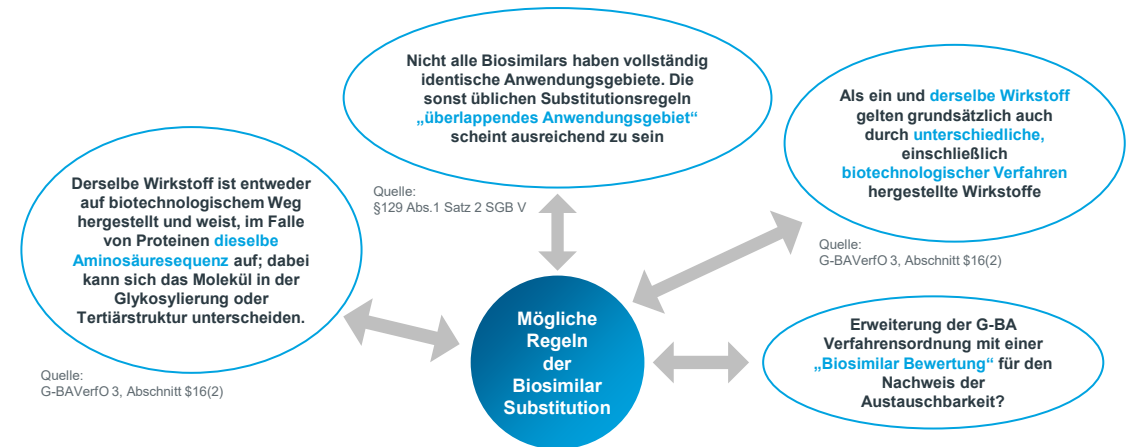 Nicht alle Biosimilars haben vollständig
identische Anwendungsgebiete. Die
sonst üblichen Substitutionsregeln
„überlappendes Anwendungsgebiet“
scheint ausreichend zu sein
Quelle:
§129 Abs.1 Satz 2 SGB V
Als ein und derselbe Wirkstoff
gelten grundsätzlich auch
durch unterschiedliche,
einschließlich
biotechnologischer Verfahren
hergestellte Wirkstoffe
Quelle:
G-BAVerfO 3, Abschnitt $16(2)
Derselbe Wirkstoff ist entweder
auf biotechnologischem Weg
hergestellt und weist, im Falle
von Proteinen dieselbe
Aminosäuresequenz auf; dabei
kann sich das Molekül in der
Glykosylierung oder
Tertiärstruktur unterscheiden.
Quelle:
G-BAVerfO 3, Abschnitt $16(2)
Mögliche
Regeln
der
Biosimilar
Substitution
Erweiterung der G-BA
Verfahrensordnung mit einer
„Biosimilar Bewertung“ für den
Nachweis der
Austauschbarkeit?